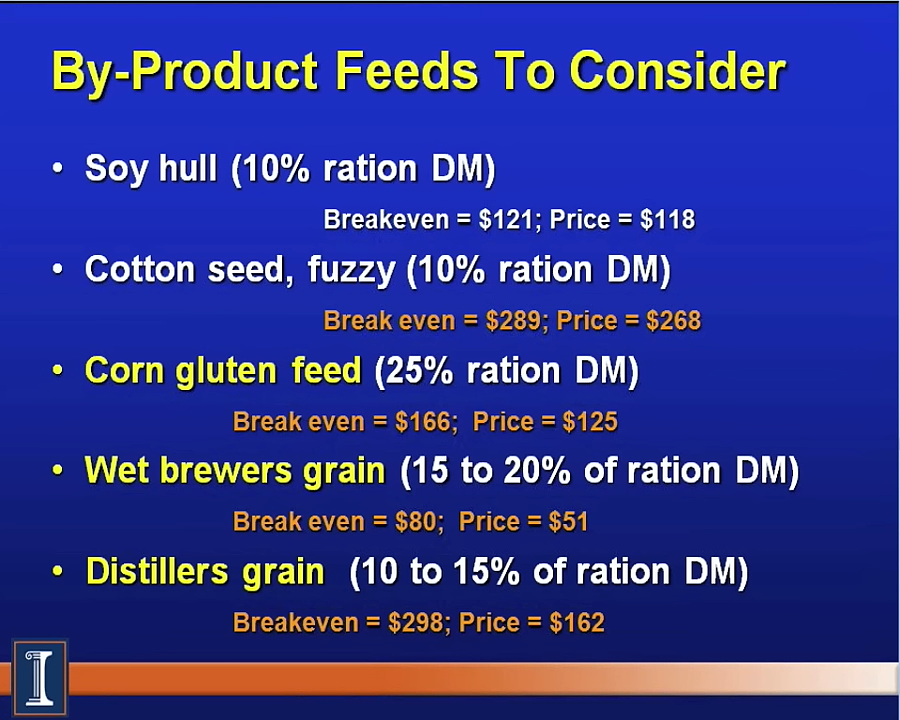 By-Product Feeds To Consider
• Soy hull (10% ration DM)
Breakeven = $121; Price = $118
• Cotton seed, fuzzy (10% ration DM)
Break even = $289; Price = $268
• Corn gluten feed (25% ration DM)
Break even = $166; Price = $125
• Wet brewers grain (15 to 20% of ration DM)
Break even = $80; Price = $51
• Distillers grain (10 to 15% of ration DM)
Breakeven = $298; Price = $162
I